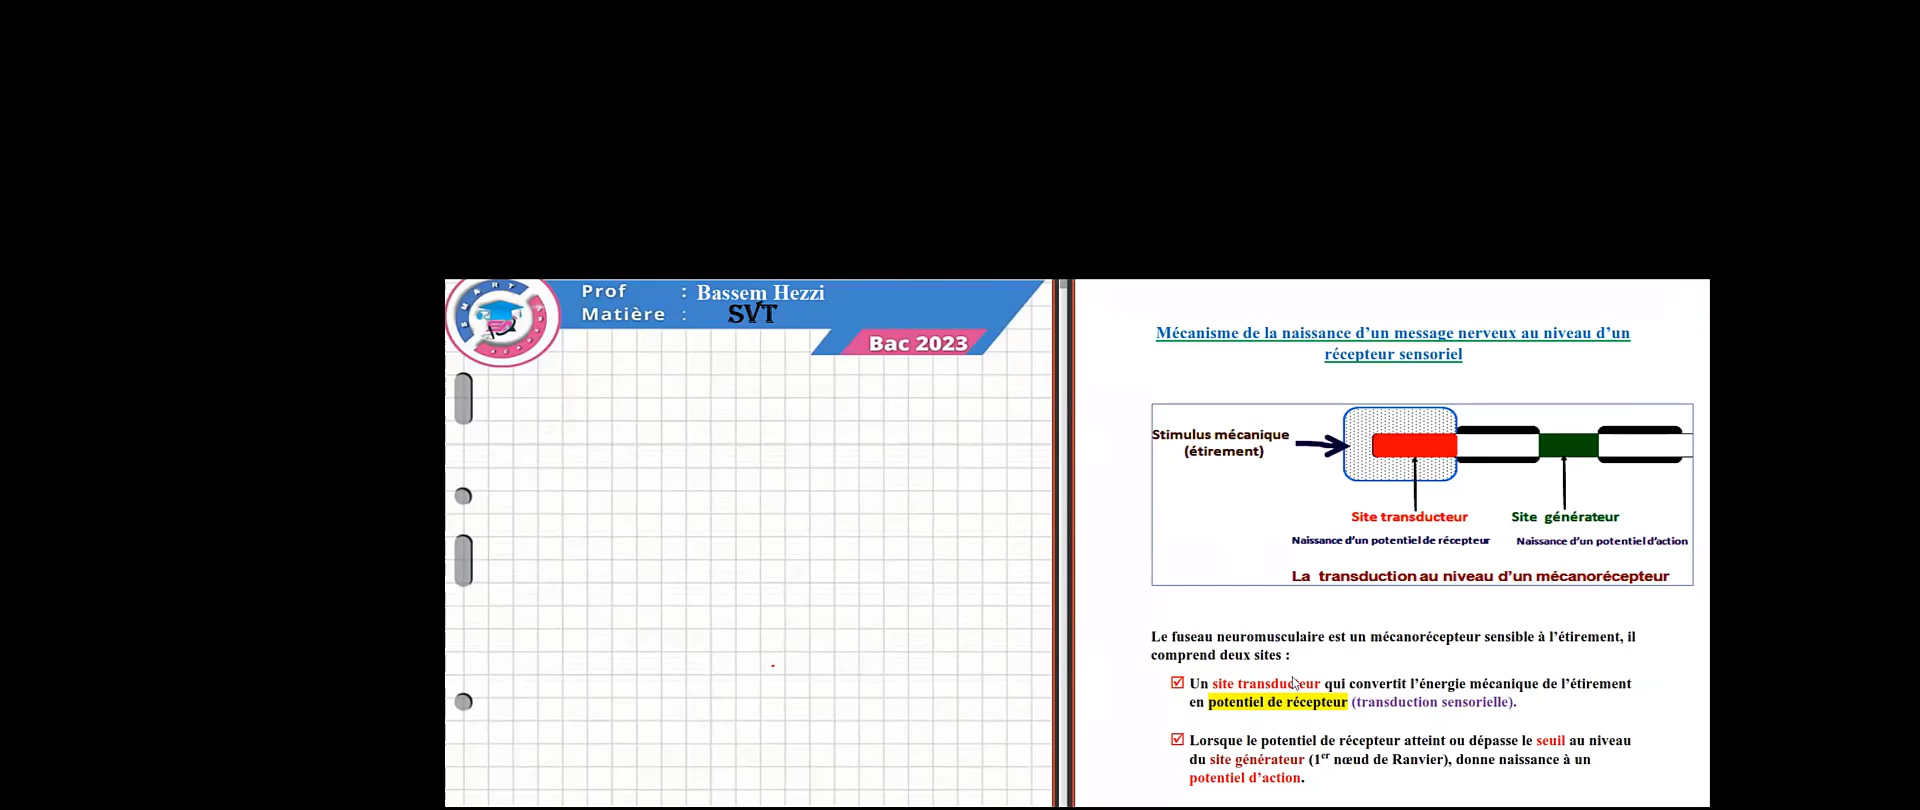 SMART
ACADEMY
Prof : Bassem Hezzi
Matière : SVT
Bac 2023
Mécanisme de la naissance d’un message nerveux au niveau d’un
récepteur sensoriel
Stimulus mécanique
(étirement)
Site transducteur
Site générateur
Naissance d’un potentiel de récepteur
Naissance d’un potentiel d’action
La transduction au niveau d’un mécanorécepteur
Le fuseau neuromusculaire est un mécanorécepteur sensible à l’étirement, il
comprend deux sites :
Un site transducteur qui convertit l’énergie mécanique de l’étirement
en potentiel de récepteur (transduction sensorielle).
Lorsque le potentiel de récepteur atteint ou dépasse le seuil au niveau
du site générateur (1er nœud de Ranvier), donne naissance à un
potentiel d’action.